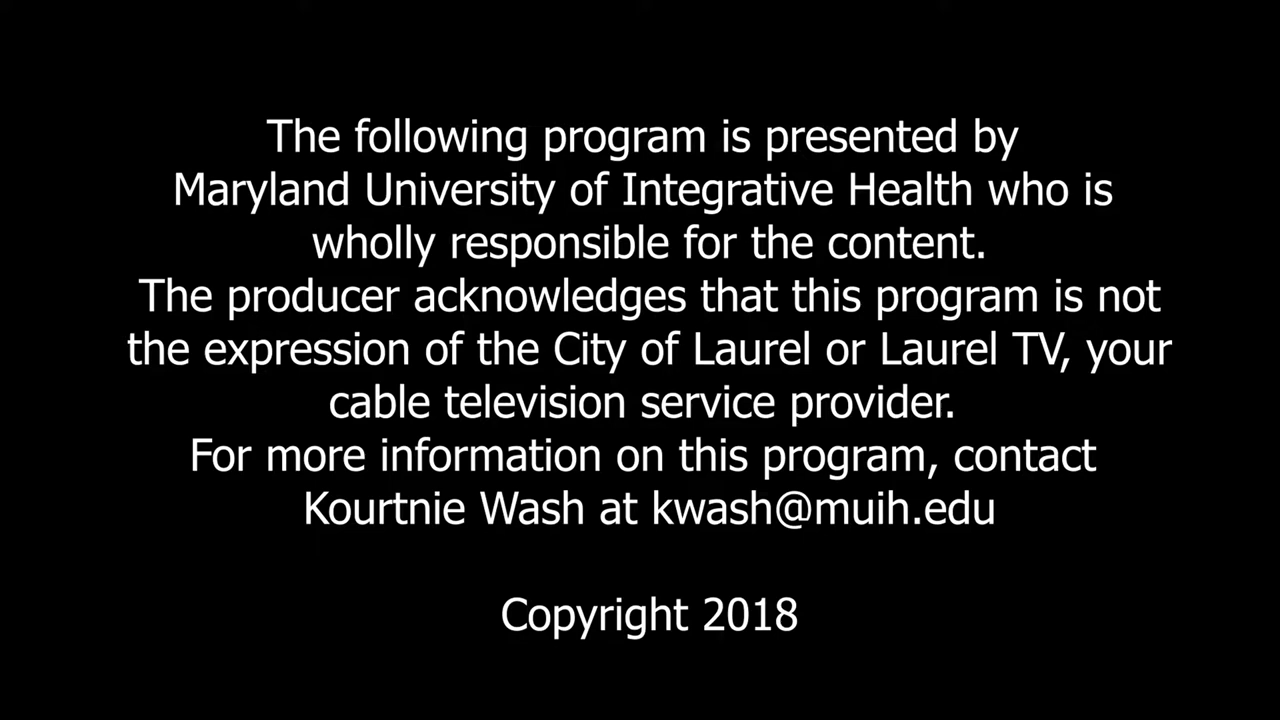 The following program is presented by
Maryland University of Integrative Health who is
wholly responsible for the content.
The producer acknowledges that this program is not
the expression of the City of Laurel or Laurel TV, your
cable television service provider.
For more information on this program, contact
Kourtnie Wash at kwash@muih.edu
Copyright 2018